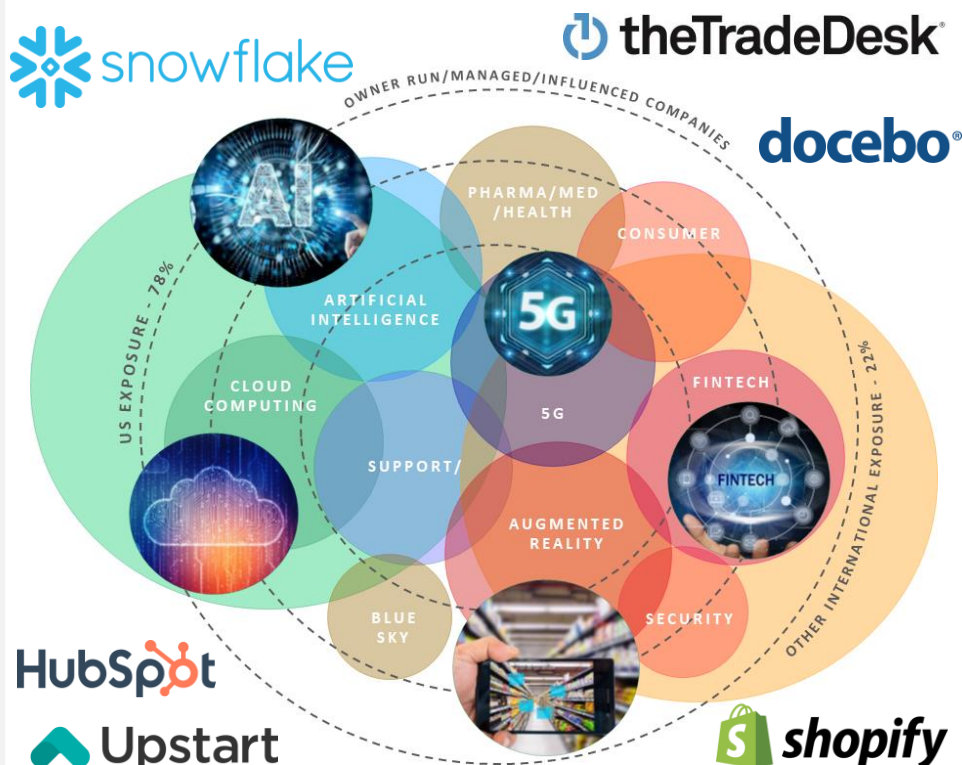 snowflake
theTradeDesk®
docebo®
OWNER RUN/MANAGED/INFLUENCED COMPANIES
AI
PHARMA/MED
/HEALTH
CONSUMER
5G
US EXPOSURE - 78%
ARTIFICIAL
INTELLIGENCE
CLOUD
COMPUTING
FINTECH
5G
SUPPORT/
FINTECH
AUGMENTED
REALITY
OTHER INTERNATIONAL EXPOSURE - 22%
BLUE
SKY
SECURITY
HubSpot
Upstart
shopify